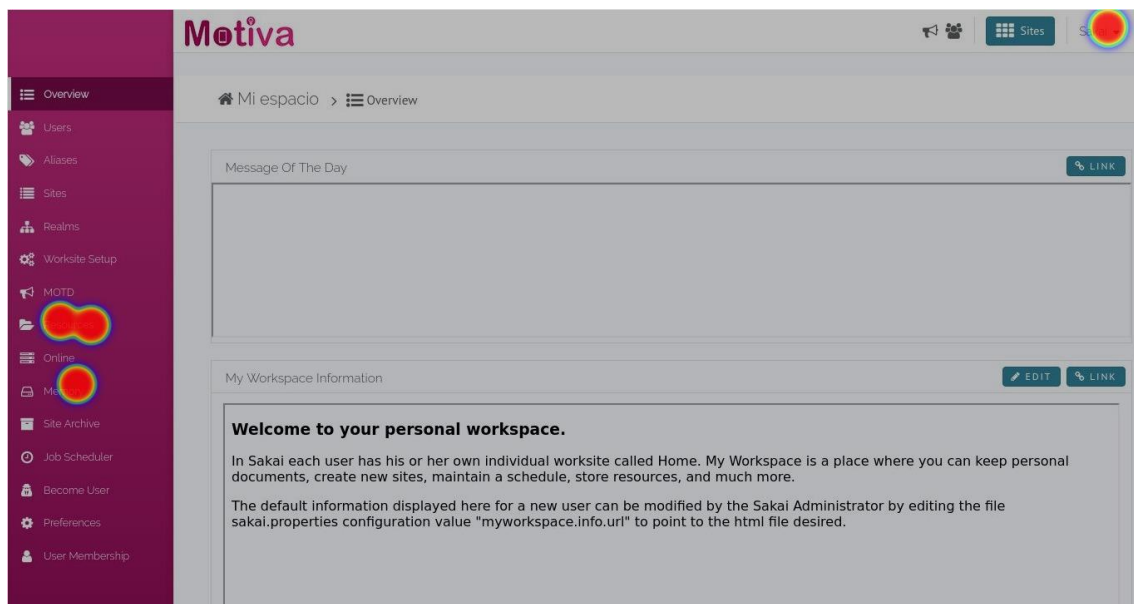 Motiva
Sites
Overview
Users
Aliases
Sites
Realms
Worksite Setup
MOTD
Online
Site Archive
Job Scheduler
Become User
Preferences
User Membership
Mi espacio > Overview
Message Of The Day
LINK
My Workspace Information
EDIT
LINK
Welcome to your personal workspace.
In Sakai each user has his or her own individual worksite called Home. My Workspace is a place where you can keep personal
documents, create new sites, maintain a schedule, store resources, and much more.
The default information displayed here for a new user can be modified by the Sakai Administrator by editing the file
sakai.properties configuration value "myworkspace.info.url" to point to the html file desired.